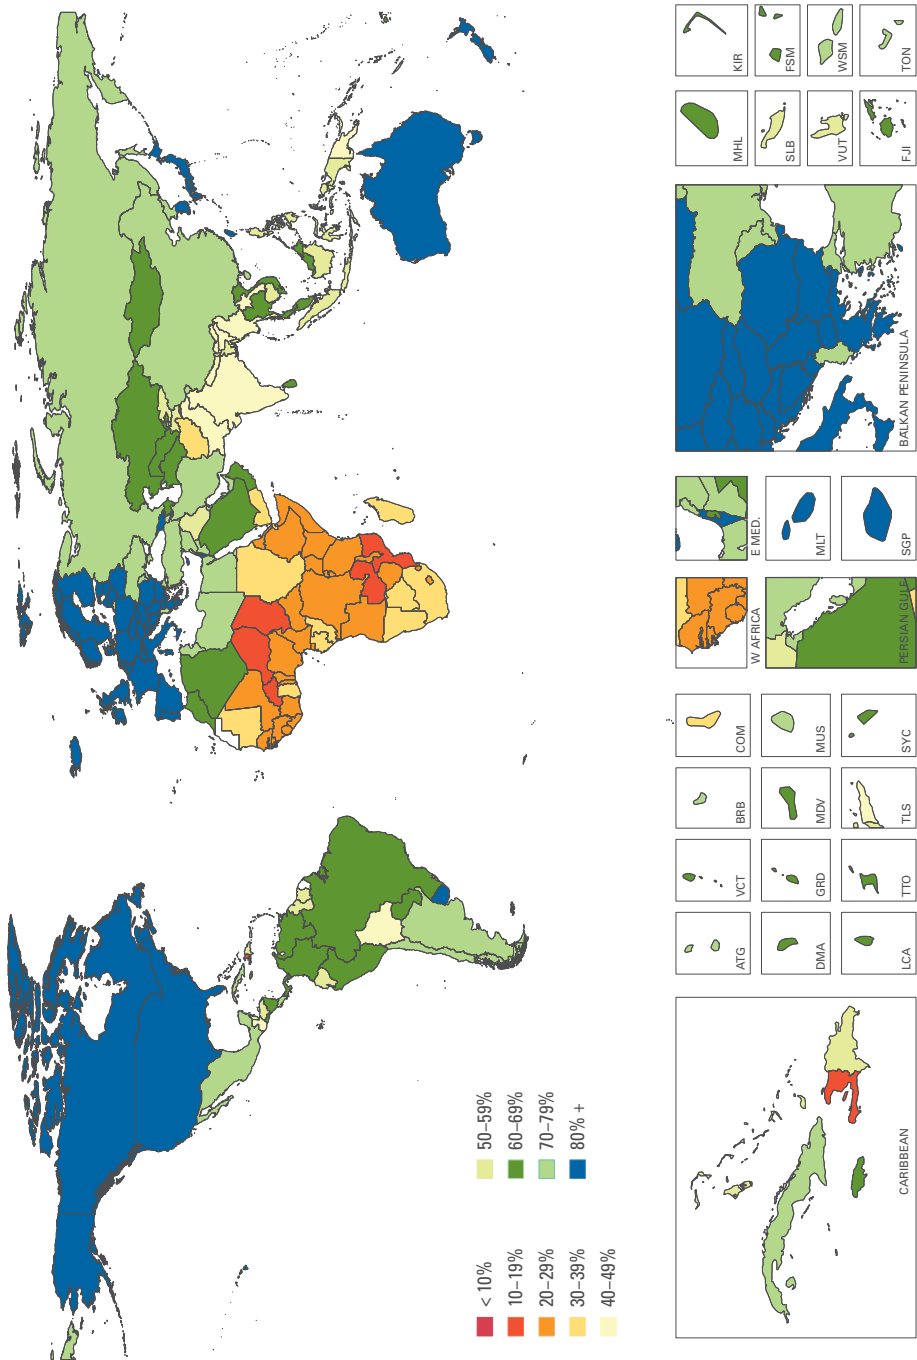 < 10%
10–19%
20–29%
30–39%
40–49%
50–59%
60–69%
70–79%
80% +
CARIBBEAN
ATG
VCT
BRB
COM
DMA
GRD
MDV
MUS
LCA
TTO
TLS
SYC
W AFRICA
E MED.
PERSIAN GULF
MLT
SGP
BALKAN PENINSULA
MHL
KIR
SLB
FSM
VUT
WSM
FJI
TON